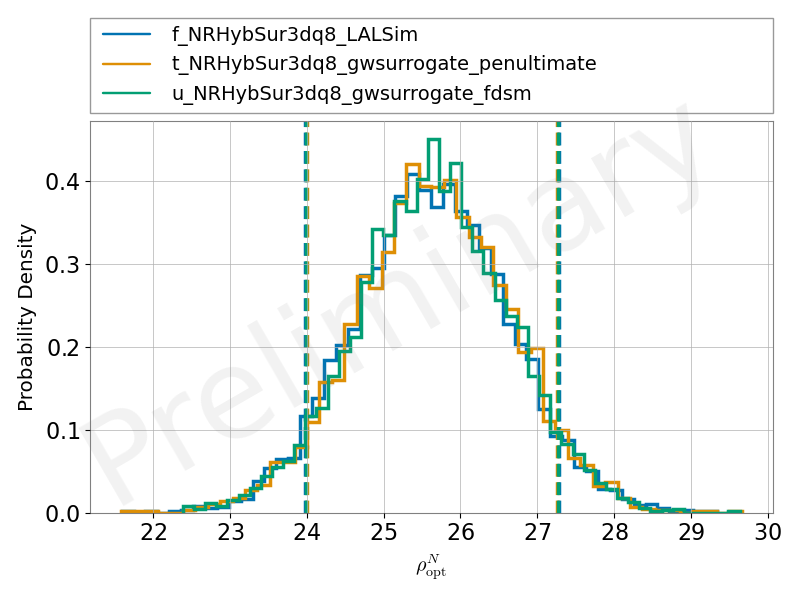 f_NRHybSur3dq8_LALSim
t_NRHybSur3dq8_gwsurrogate_penultimate
u_NRHybSur3dq8_gwsurrogate_fdsm
Preliminary
Probability Density
0.4
0.3
0.2
0.1
0.0
22 23 24 25 26 27 28 29 30
ρ^N_opt